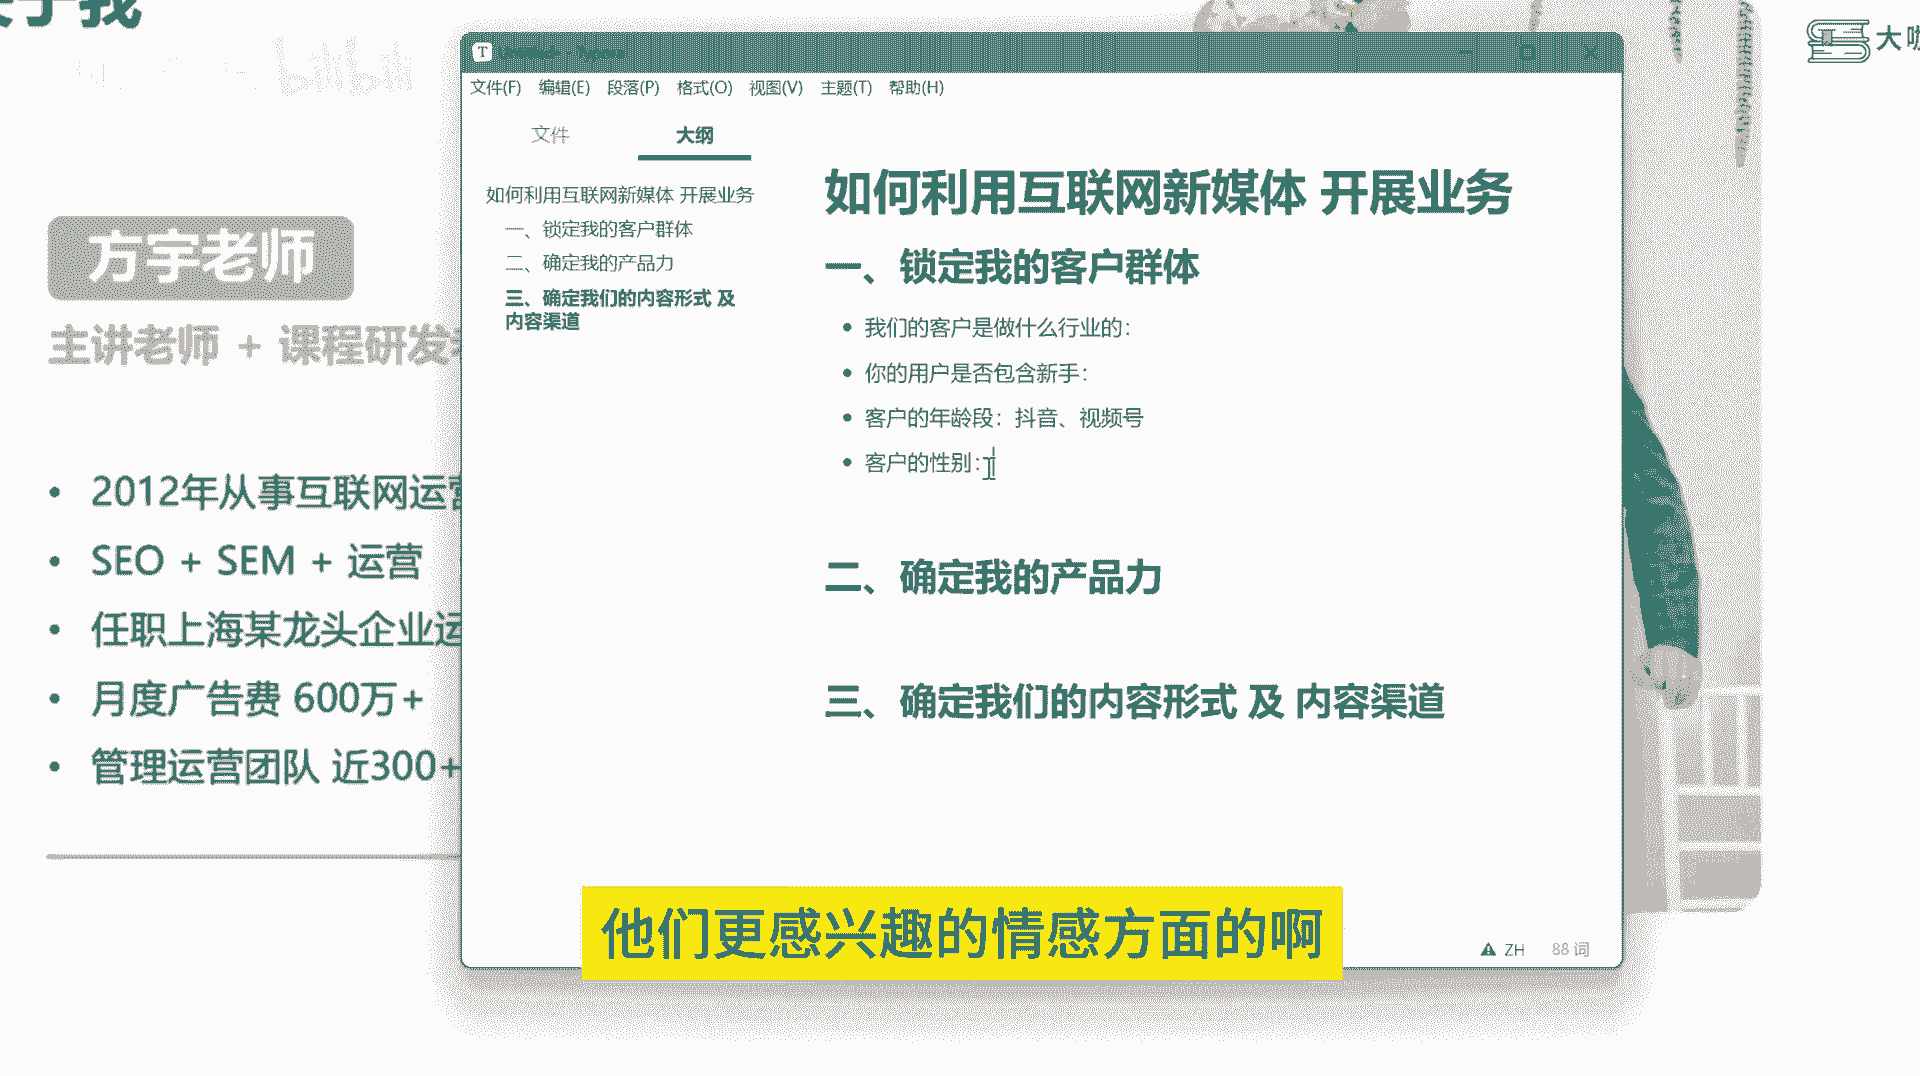 于我
bilibili
大咖
方宇老师
主讲老师 + 课程研发
2012年从事互联网运营
SEO + SEM + 运营
任职上海某龙头企业运
月度广告费 600万+
管理运营团队 近300+
Typora
文件(F) 编辑(E) 段落(P) 格式(O) 视图(V) 主题(T) 帮助(H)
文件 大纲
如何利用互联网新媒体 开展业务
一、锁定我的客户群体
二、确定我的产品力
三、确定我们的内容形式 及
内容渠道
如何利用互联网新媒体 开展业务
一、锁定我的客户群体
我们的客户是做什么行业的：
你的用户是否包含新手：
客户的年龄段：抖音、视频号
客户的性别：
二、确定我的产品力
三、确定我们的内容形式 及 内容渠道
ZH 88 词
他们更感兴趣的情感方面的啊